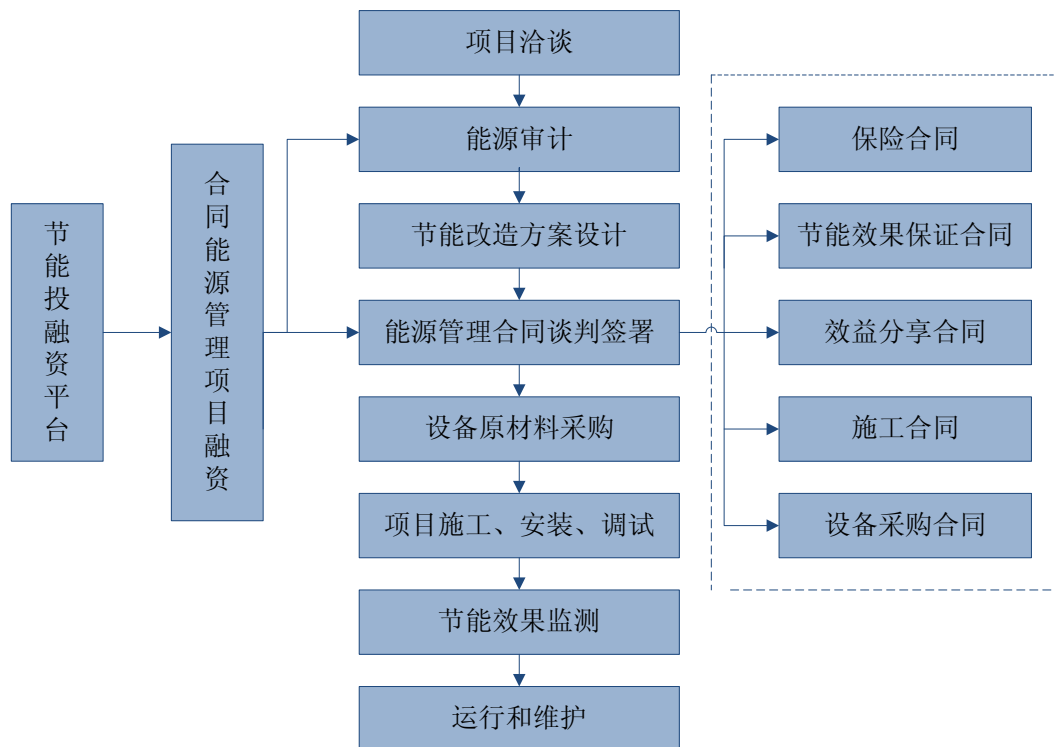 节能投融资平台
合同能源管理项目融资
项目洽谈
能源审计
节能改造方案设计
能源管理合同谈判签署
设备原材料采购
项目施工、安装、调试
节能效果监测
运行和维护
保险合同
节能效果保证合同
效益分享合同
施工合同
设备采购合同